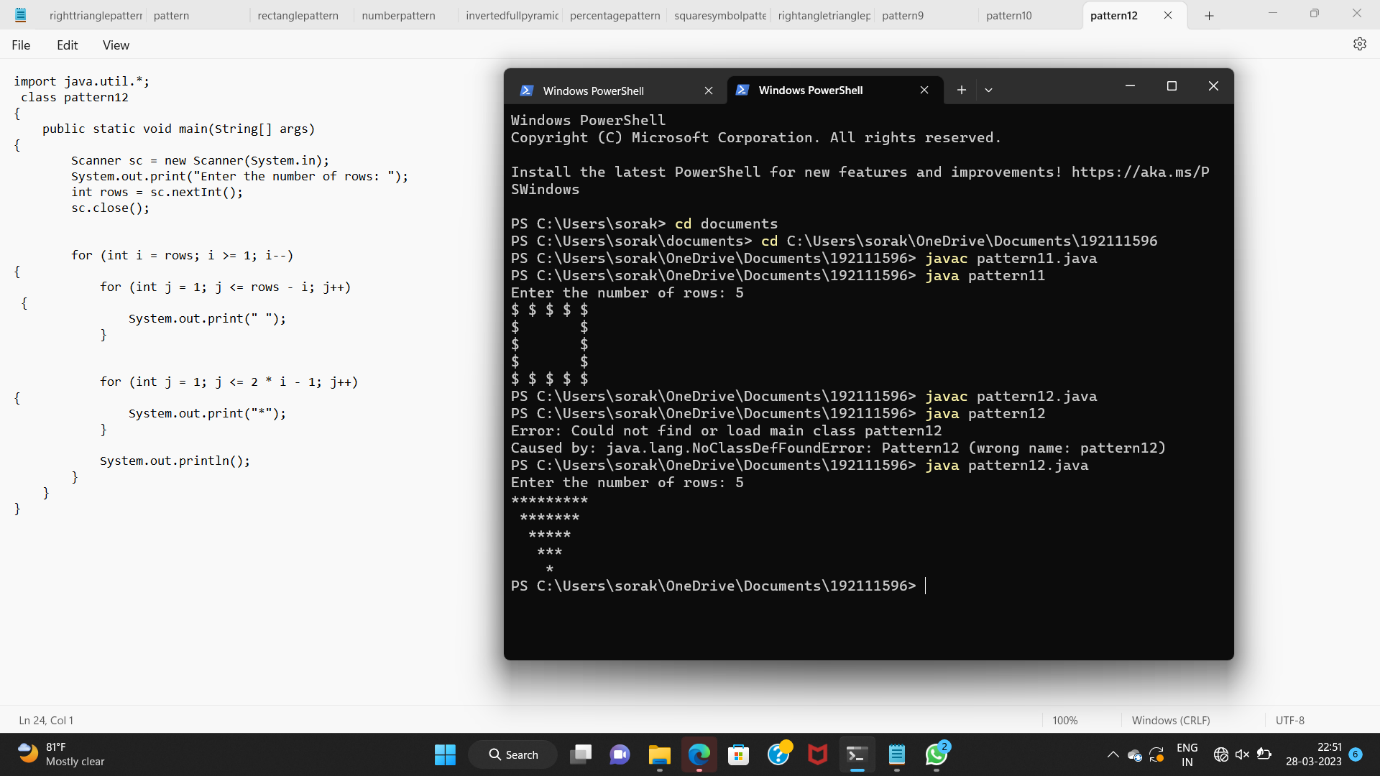 righttrianglepattern pattern rectanglepattern numberpattern invertedfullpyramic percentagepattern squaresymbolpatte rightangletrianglep pattern9 pattern10 pattern12
File Edit View
import java.util.*;
class pattern12
{
public static void main(String[] args)
{
Scanner sc = new Scanner(System.in);
System.out.print("Enter the number of rows: ");
int rows = sc.nextInt();
sc.close();
for (int i = rows; i >= 1; i--)
{
for (int j = 1; j <= rows - i; j++)
{
System.out.print(" ");
}
for (int j = 1; j <= 2 * i - 1; j++)
{
System.out.print("*");
}
System.out.println();
}
}
}
Windows PowerShell Windows PowerShell
Windows PowerShell
Copyright (C) Microsoft Corporation. All rights reserved.
Install the latest PowerShell for new features and improvements! https://aka.ms/P
SWindows
PS C:\Users\sorak> cd documents
PS C:\Users\sorak\documents> cd C:\Users\sorak\OneDrive\Documents\192111596
PS C:\Users\sorak\OneDrive\Documents\192111596> javac pattern11.java
PS C:\Users\sorak\OneDrive\Documents\192111596> java pattern11
Enter the number of rows: 5
$ $ $ $ $
$       $
$       $
$       $
$ $ $ $ $
PS C:\Users\sorak\OneDrive\Documents\192111596> javac pattern12.java
PS C:\Users\sorak\OneDrive\Documents\192111596> java pattern12
Error: Could not find or load main class pattern12
Caused by: java.lang.NoClassDefFoundError: Pattern12 (wrong name: pattern12)
PS C:\Users\sorak\OneDrive\Documents\192111596> java pattern12.java
Enter the number of rows: 5
*********
 *******
  *****
   ***
    *
PS C:\Users\sorak\OneDrive\Documents\192111596>
Ln 24, Col 1 100% Windows (CRLF) UTF-8
81°F
Mostly clear
Search
2
ENG
IN
22:51
28-03-2023
6